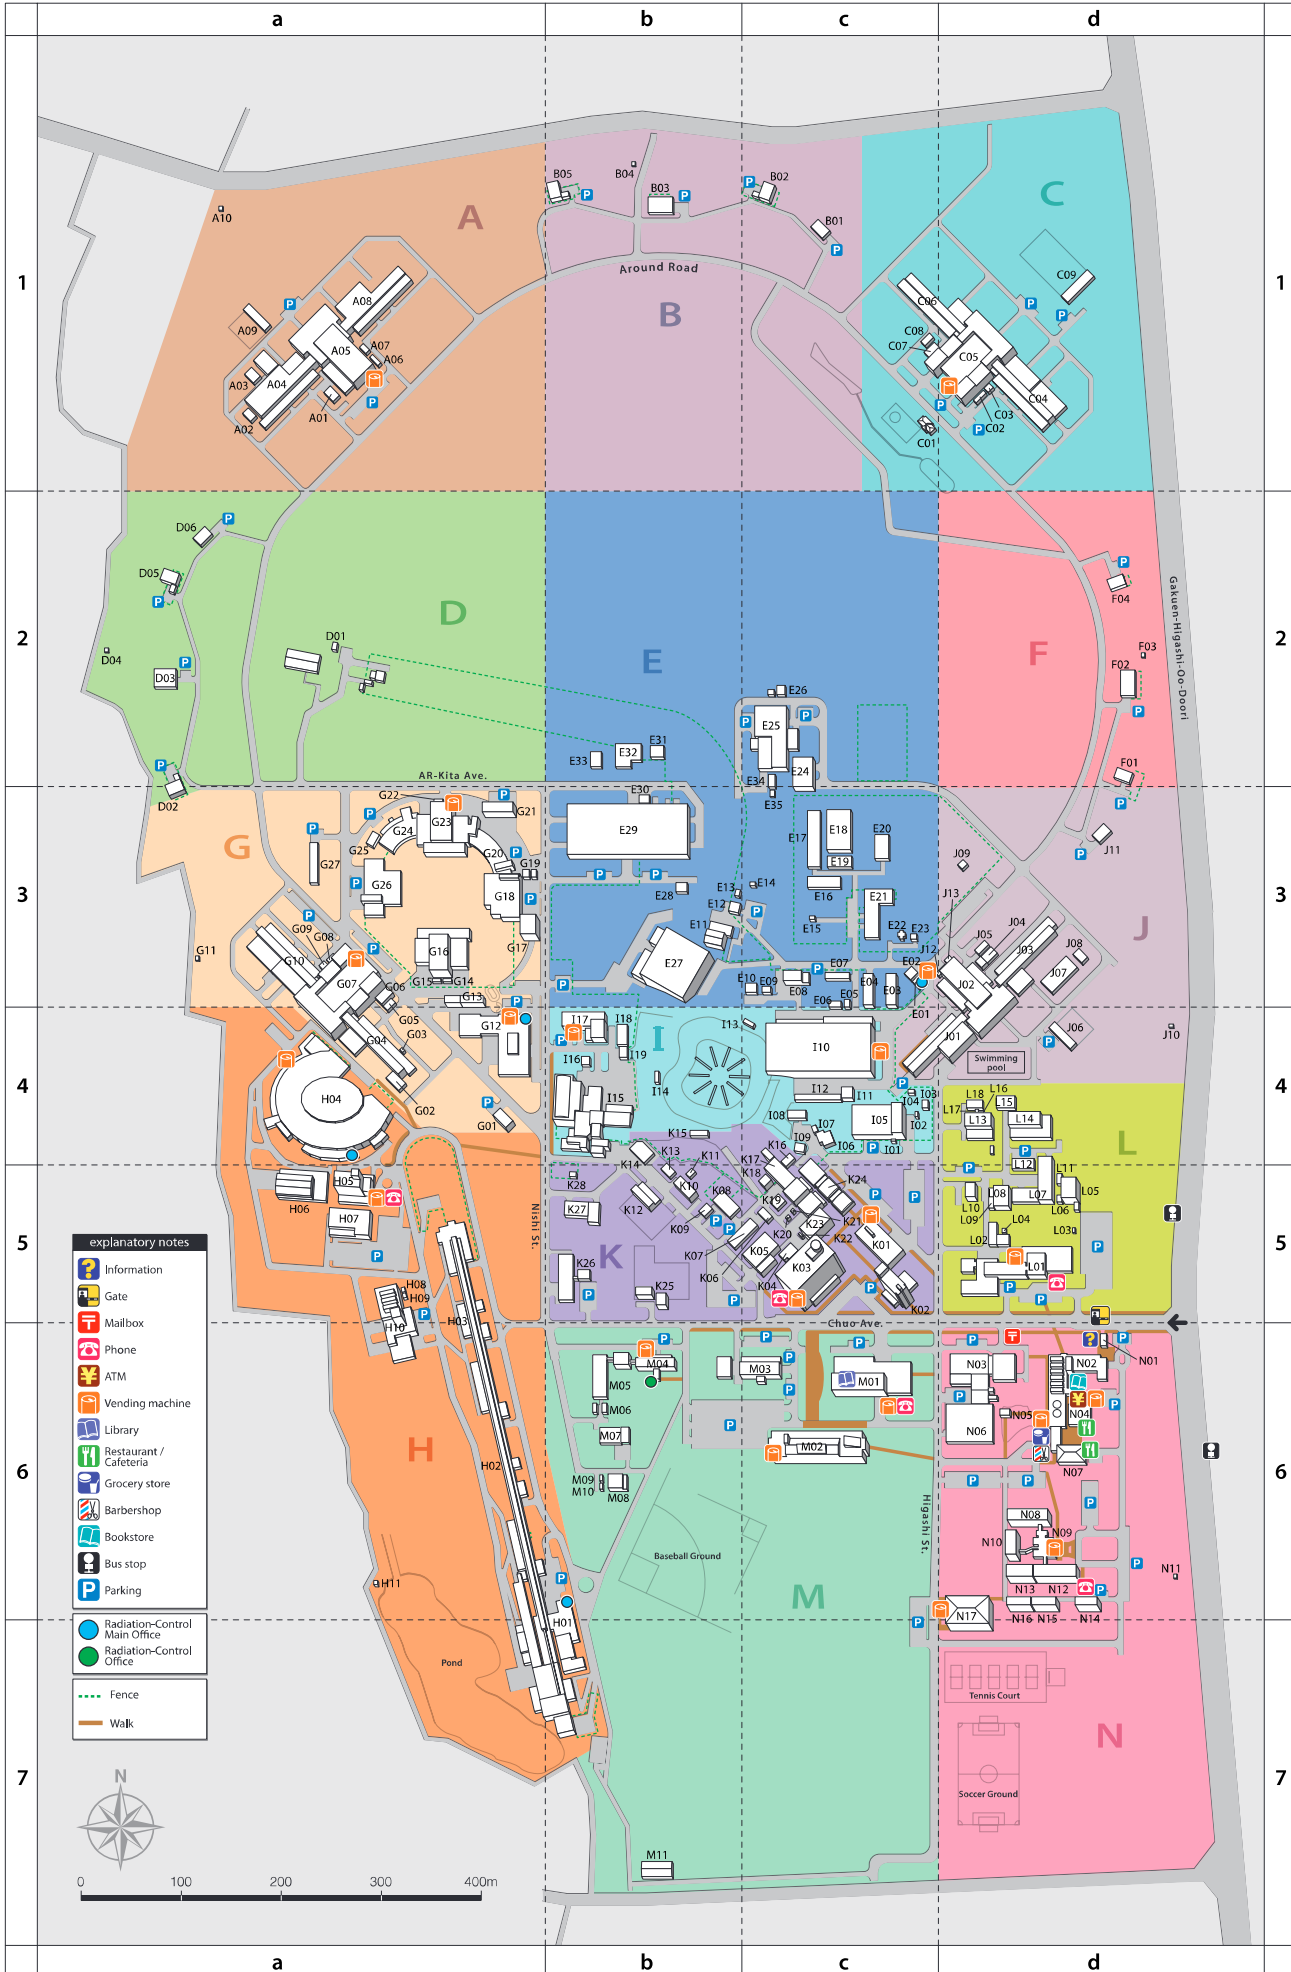 a b c d
B05
B04
B03
B02
A10
A
B01
C
1 1
Around Road
C09
A08
B
C06
A09
A05
A07
A06
C08
C07
C05
A03
A04
A01
A02
C04
C03
C02
C01
D06
D05
F04
Gakuen-Higashi-Oo-Doori
D
D01
D04
2 2
E
F
F03
F02
D03
E26
E25
E31
E32
E33
E24
E34
E35
F01
AR-Kita Ave.
D02
G22
G23
G21
G24
G25
G20
G19
G
G27
G26
G18
E30
E29
E17
E18
E20
E19
J11
J09
3 3
E28
E13
E14
E12
E16
E21
J13
E11
E15
E22
E23
J12
J05
J04
J03
J08
J
G17
G09
G08
G10
G11
G16
G15
G14
G07
G06
G13
E27
E10
E09
E08
E07
E06
E05
E04
E03
E02
E01
J02
J07
G05
G03
G04
G12
I17
I18
I
I13
I10
J01
J06
J10
Swimming
pool
I16
I19
I14
4 4
H04
G02
G01
I15
I12
I11
I08
I07
I05
I04
I03
I02
I01
I06
I09
L18
L16
L17
L15
L13
L14
L
K15
K14
K13
K11
K17
K16
K18
K28
K10
K08
K12
K09
K19
K24
K27
H05
H06
H07
L12
L11
L10
L09
L08
L07
L06
L05
L04
L03
L02
L01
Nishi St.
K
K07
K06
K05
K20
K23
K21
K22
K01
5 5
K26
K25
K04
K03
K02
H08
H09
H10
H03
Chuo Ave.
M04
M05
M03
M01
N03
N02
N01
M06
M07
M02
N05
N04
N06
N07
H
H02
6 6
M09
M10
M08
Higashi St.
Baseball Ground
N08
N09
N10
H11
M
N13
N12
N11
N17
N16
N15
N14
H01
Pond
Tennis Court
N
Soccer Ground
7 7
M11
explanatory notes
Information
Gate
Mailbox
Phone
ATM
Vending machine
Library
Restaurant /
Cafeteria
Grocery store
Barbershop
Bookstore
Bus stop
P Parking
Radiation-Control
Main Office
Radiation-Control
Office
Fence
Walk
N
0 100 200 300 400m
a b c d